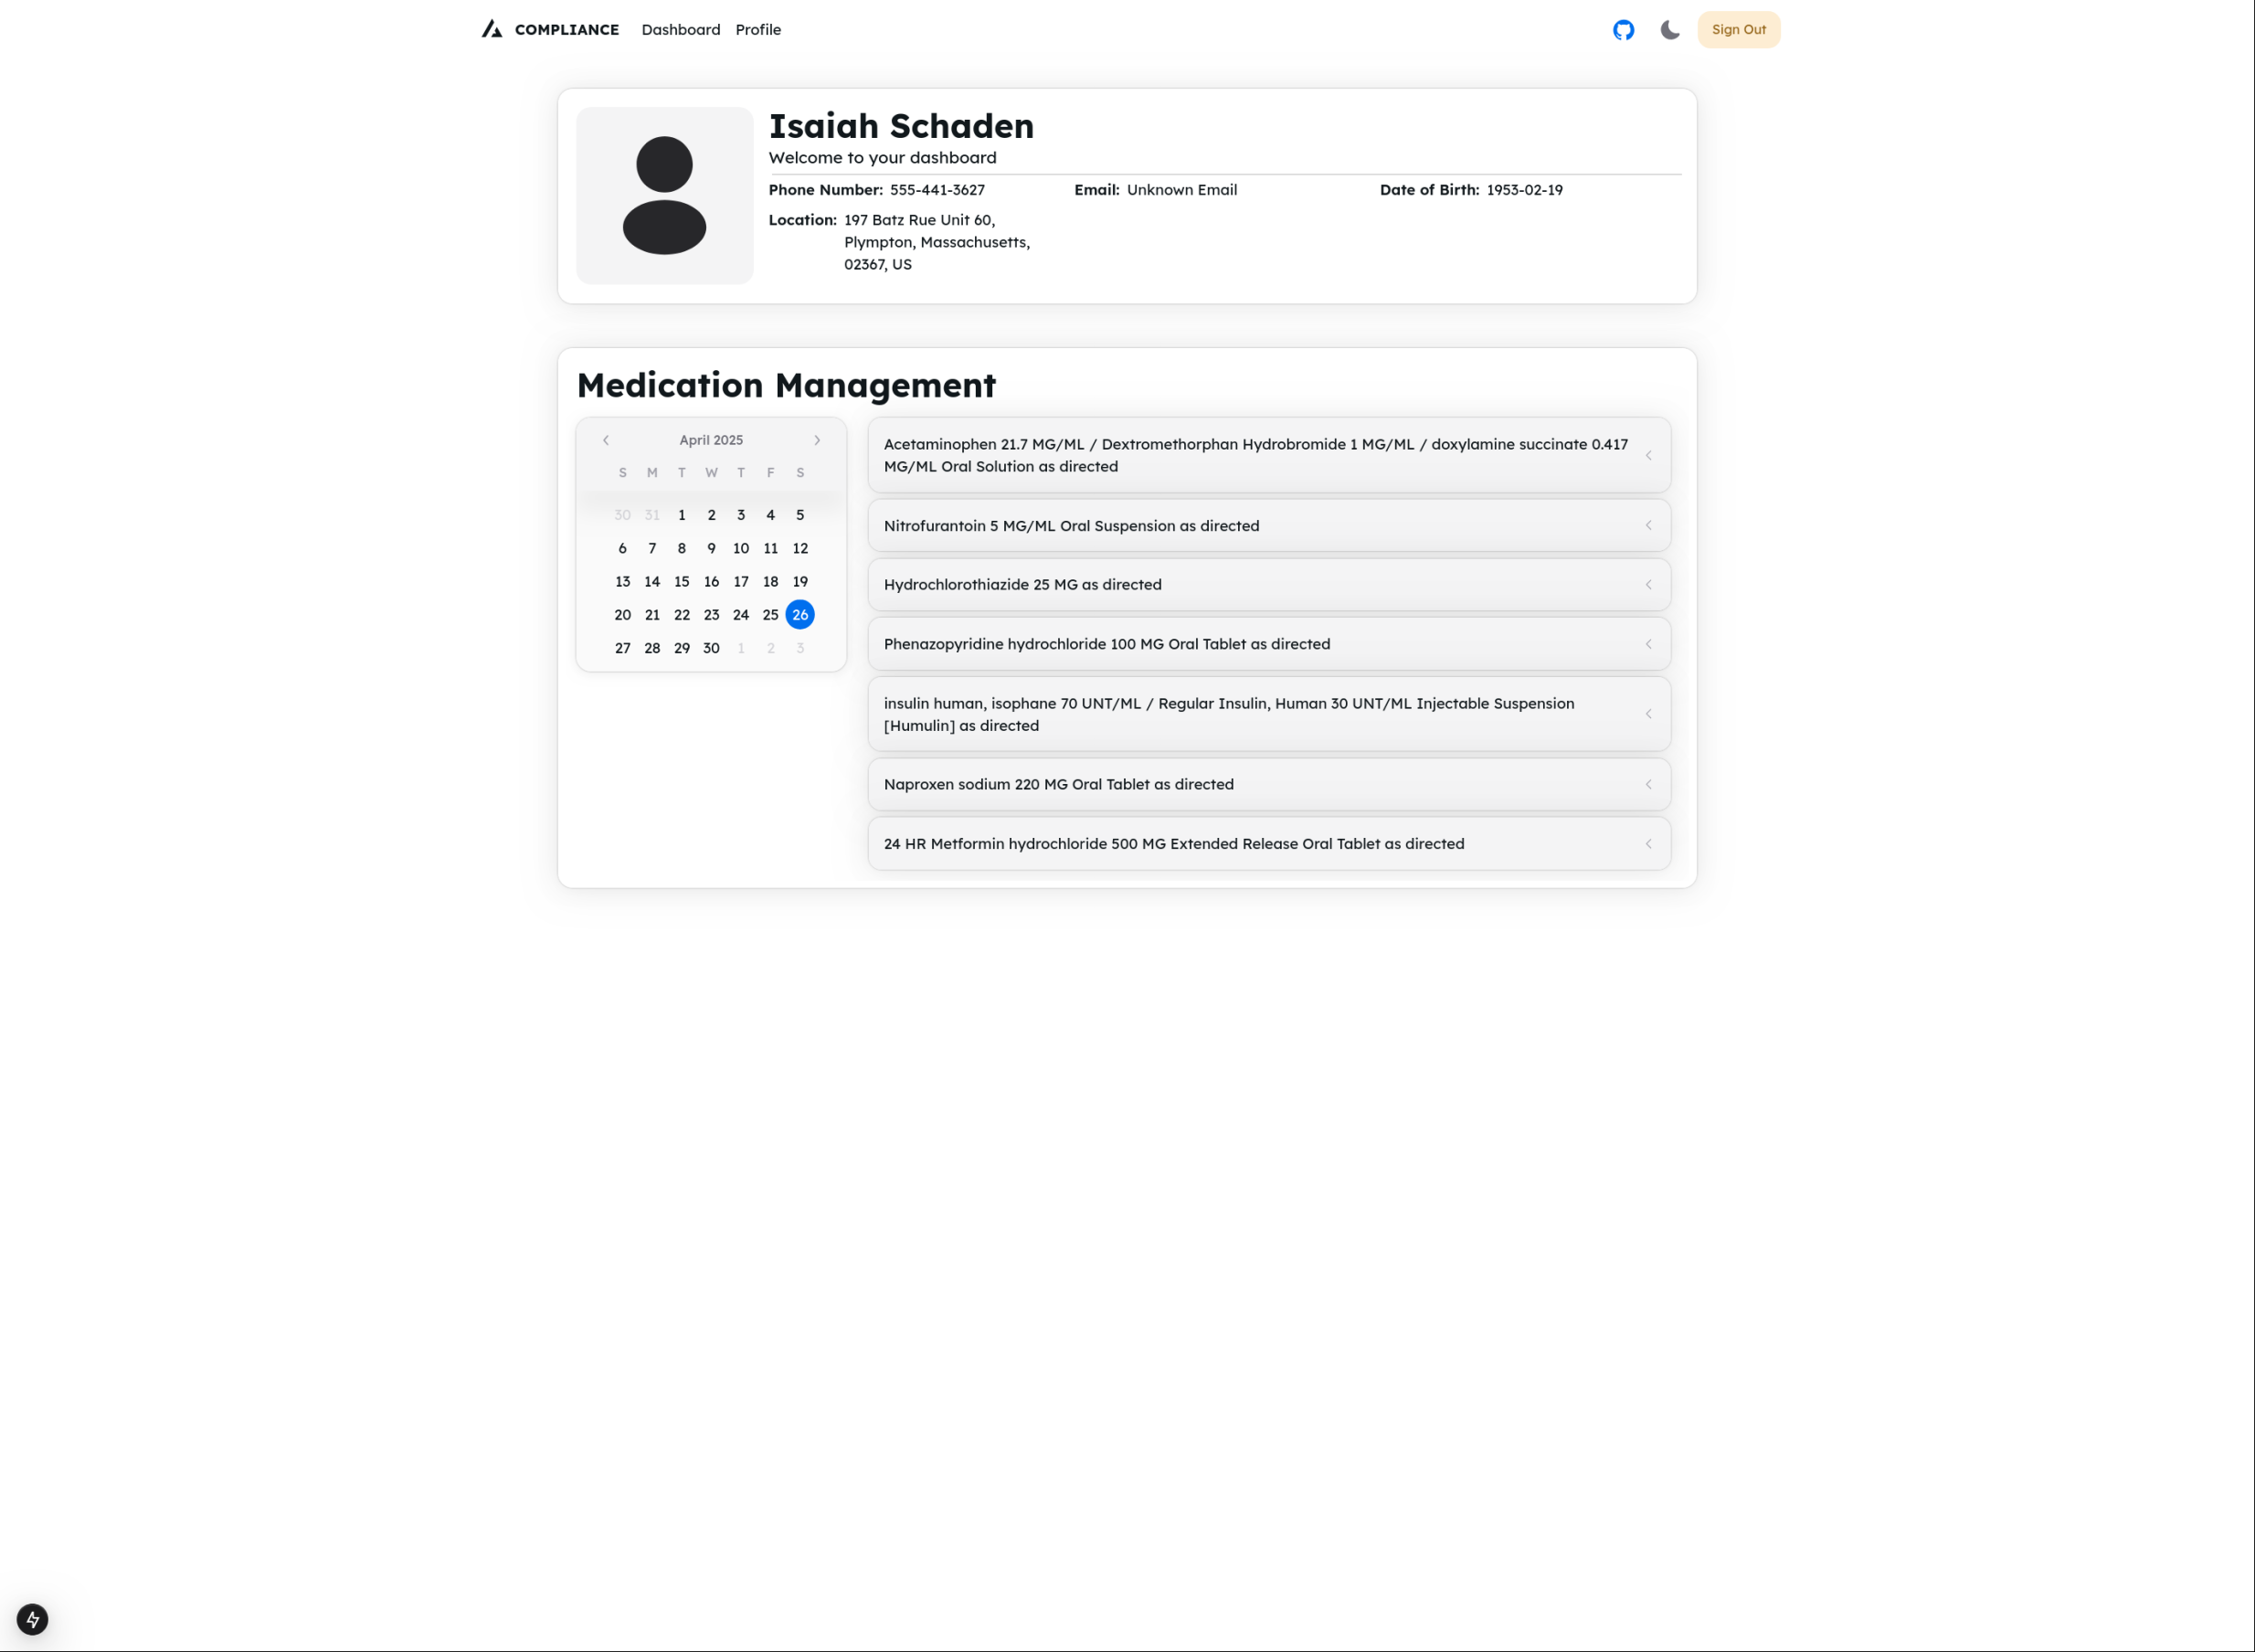 COMPLIANCE Dashboard Profile Sign Out
Isaiah Schaden
Welcome to your dashboard
Phone Number: 555-441-3627 Email: Unknown Email Date of Birth: 1953-02-19
Location: 197 Batz Rue Unit 60,
Plympton, Massachusetts,
02367, US
Medication Management
April 2025
S M T W T F S
30 31 1 2 3 4 5
6 7 8 9 10 11 12
13 14 15 16 17 18 19
20 21 22 23 24 25 26
27 28 29 30 1 2 3
Acetaminophen 21.7 MG/ML / Dextromethorphan Hydrobromide 1 MG/ML / doxylamine succinate 0.417
MG/ML Oral Solution as directed
Nitrofurantoin 5 MG/ML Oral Suspension as directed
Hydrochlorothiazide 25 MG as directed
Phenazopyridine hydrochloride 100 MG Oral Tablet as directed
insulin human, isophane 70 UNT/ML / Regular Insulin, Human 30 UNT/ML Injectable Suspension
[Humulin] as directed
Naproxen sodium 220 MG Oral Tablet as directed
24 HR Metformin hydrochloride 500 MG Extended Release Oral Tablet as directed